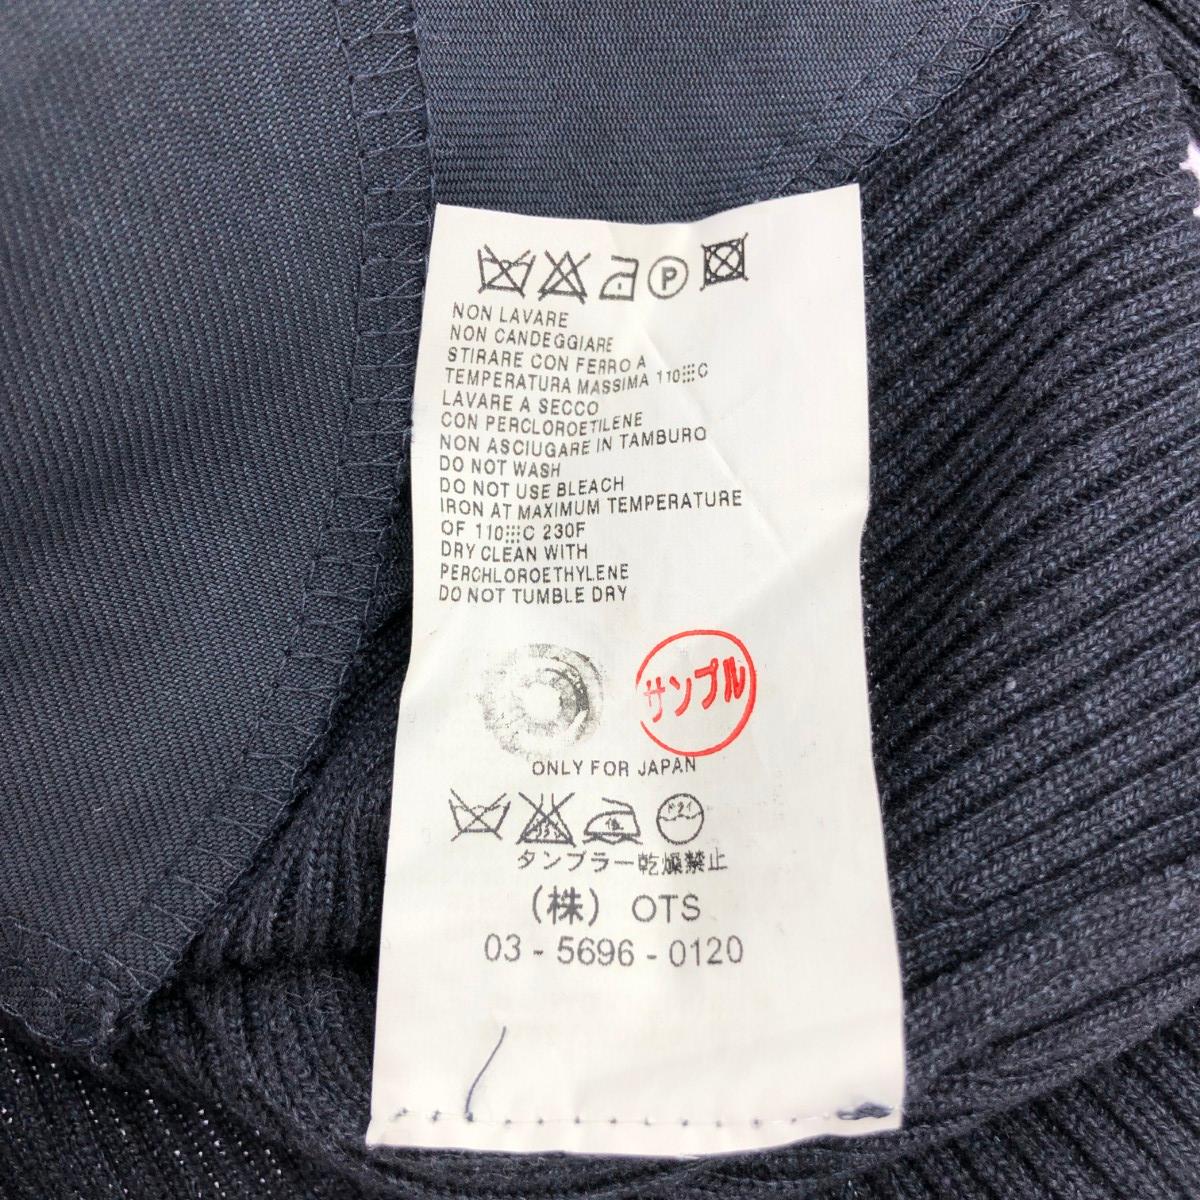 P
NON LAVARE
NON CANDEGGIARE
STIRARE CON FERRO A
TEMPERATURA MASSIMA 110 C
LAVARE A SECCO
CON PERCLOROETILENE
NON ASCIUGARE IN TAMBURO
DO NOT WASH
DO NOT USE BLEACH
IRON AT MAXIMUM TEMPERATURE
OF 110 C 230F
DRY CLEAN WITH
PERCHLOROETHYLENE
DO NOT TUMBLE DRY
サンプル
ONLY FOR JAPAN
タンブラー乾燥禁止
(株) OTS
03 - 5696 - 0120